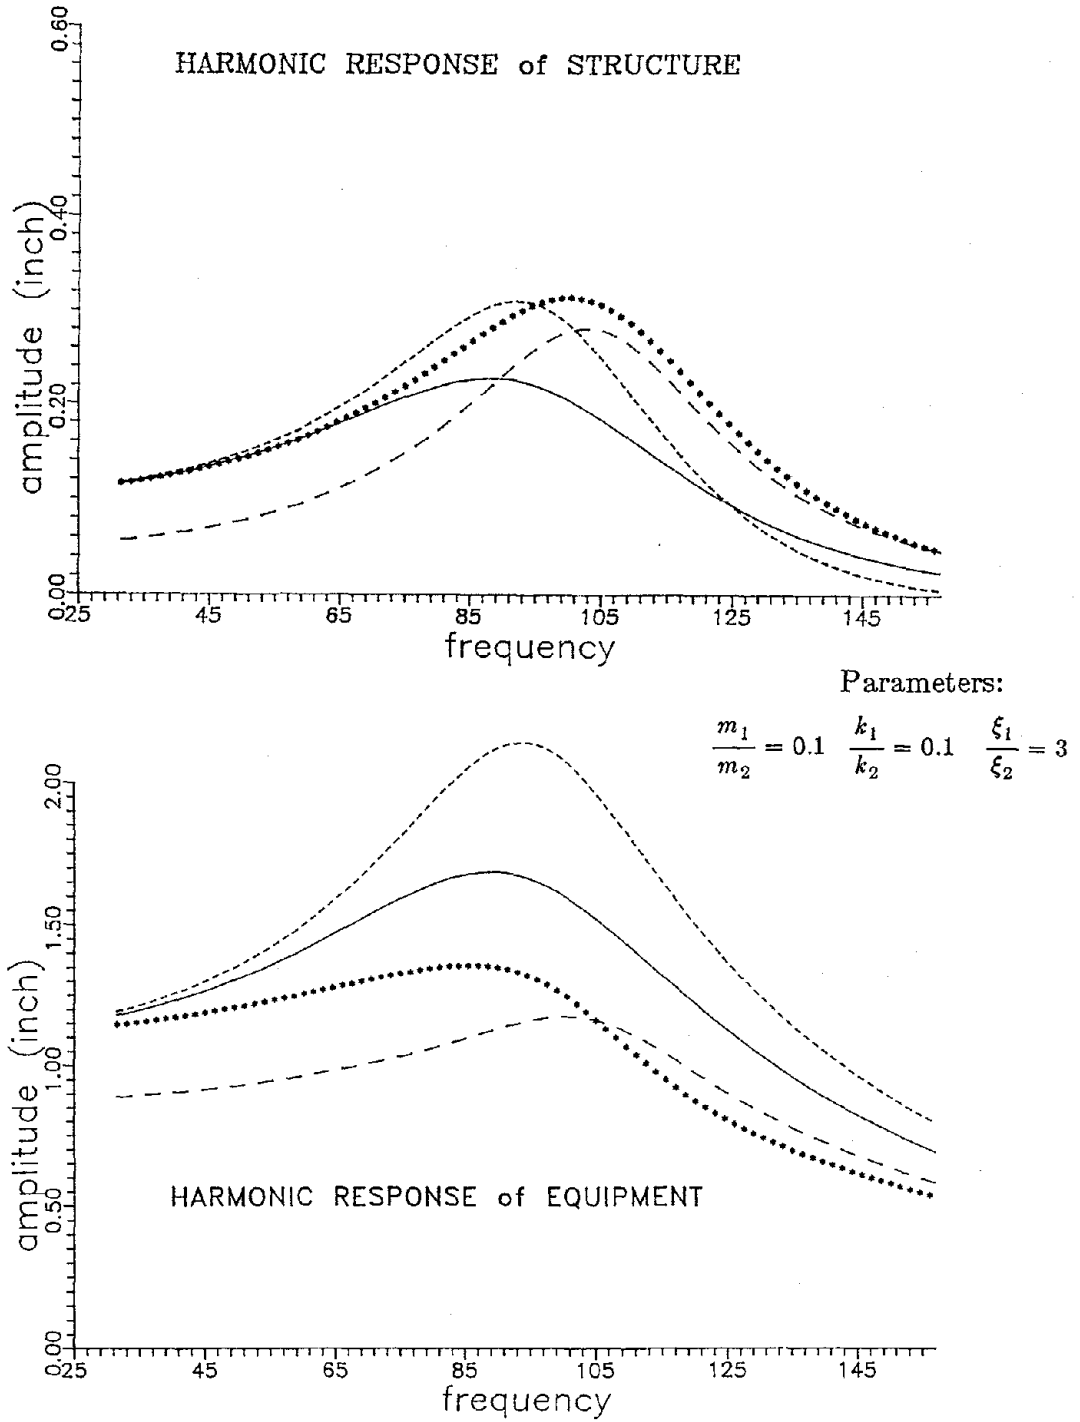 HARMONIC RESPONSE of STRUCTURE
amplitude (inch)
0.60
0.40
0.20
0.00
25 45 65 85 105 125 145
frequency
Parameters:
m₁/m₂ = 0.1 k₁/k₂ = 0.1 ξ₁/ξ₂ = 3
2.00
1.50
1.00
0.50
0.00
amplitude (inch)
HARMONIC RESPONSE of EQUIPMENT
25 45 65 85 105 125 145
frequency